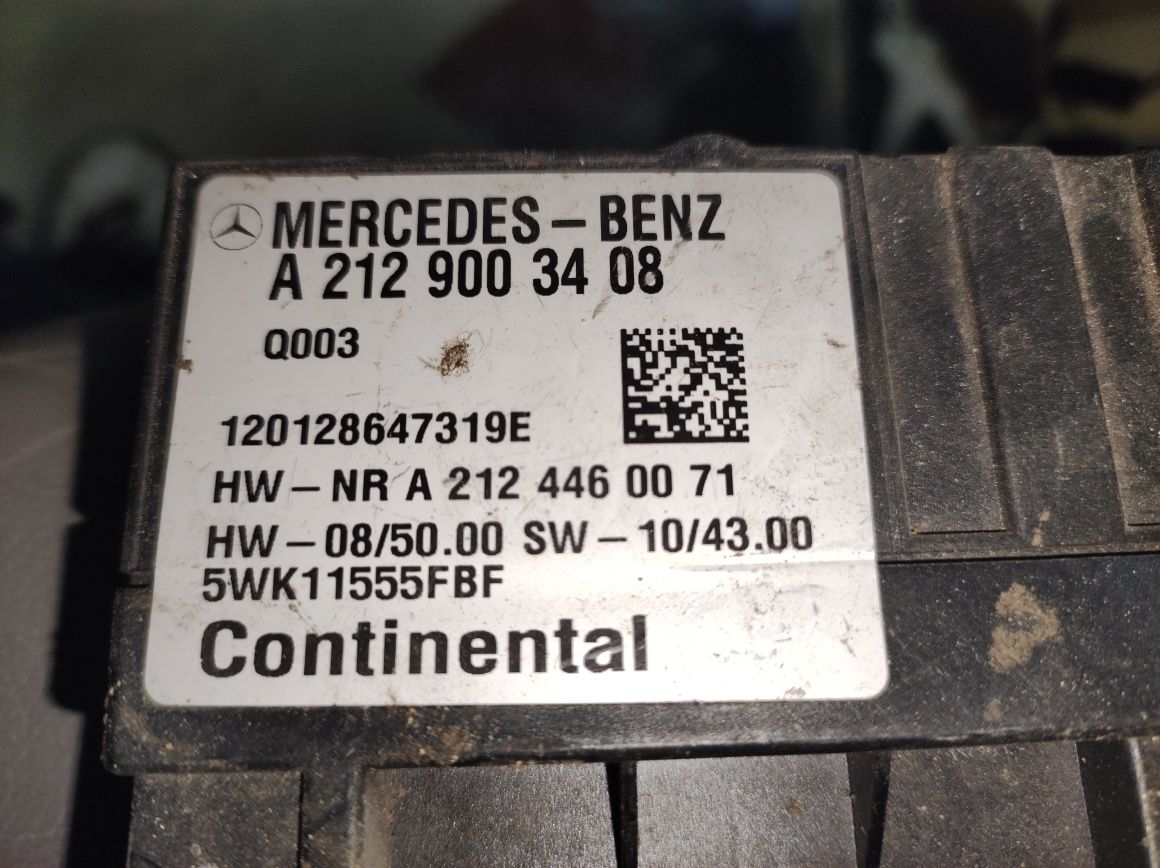 MERCEDES-BENZ
A 212 900 34 08
Q003
120128647319E
HW-NR A 212 446 00 71
HW-08/50.00 SW-10/43.00
5WK11555FBF
Continental